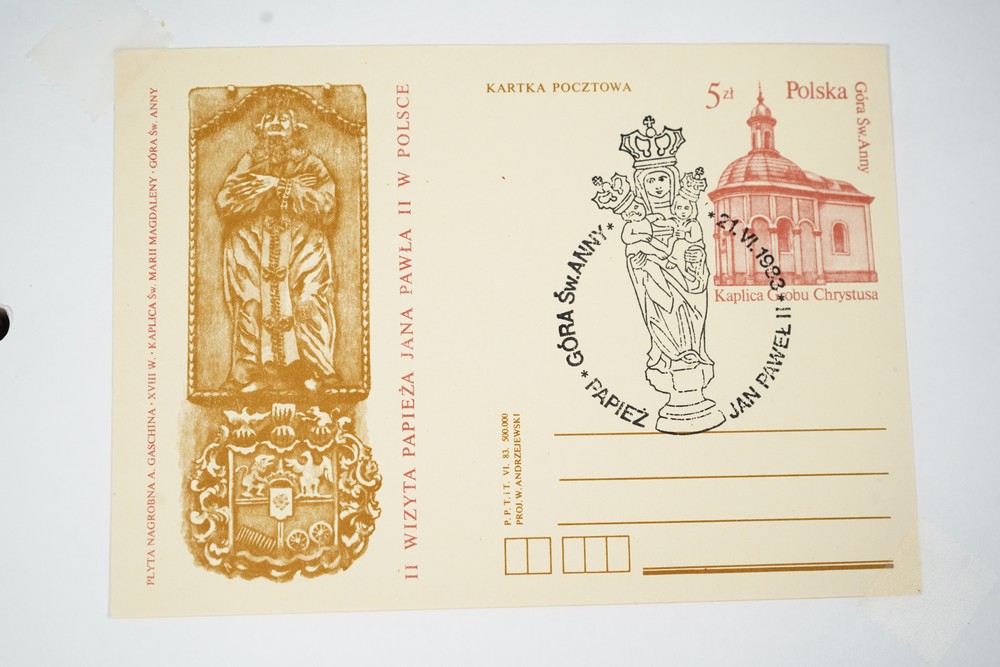 PŁYTA NAGROBNA A. GASCHINA · XVIII W. · KAPLICA ŚW. MARII MAGDALENY · GÓRA ŚW. ANNY
II WIZYTA PAPIEŻA JANA PAWŁA II W POLSCE
KARTKA POCZTOWA
5 zł Polska
Góra Św. Anny
Kaplica Grobu Chrystusa
* GÓRA ŚW. ANNY *
* 21.VI.1983 *
PAPIEŻ JAN PAWEŁ II
P. P. T. i T. VI. 83. 500.000
PROJ. W. ANDRZEJEWSKI